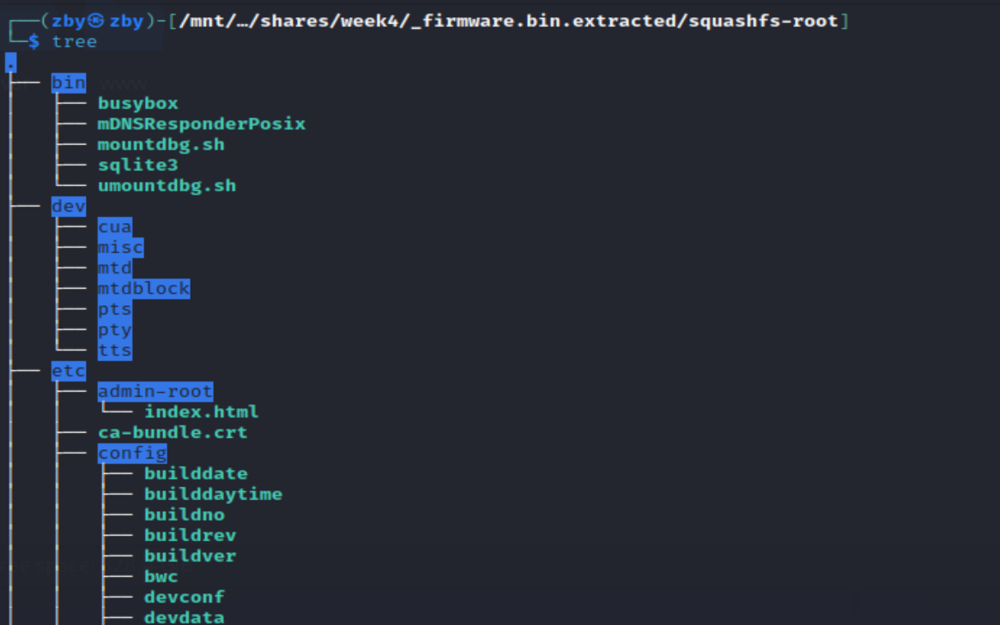 ┌──(zby㉿zby)-[/mnt/…/shares/week4/_firmware.bin.extracted/squashfs-root]
└─$ tree
.
├── bin
│   ├── busybox
│   ├── mDNSResponderPosix
│   ├── mountdbg.sh
│   ├── sqlite3
│   └── umountdbg.sh
├── dev
│   ├── cua
│   ├── misc
│   ├── mtd
│   ├── mtdblock
│   ├── pts
│   ├── pty
│   └── tts
├── etc
│   ├── admin-root
│   │   └── index.html
│   ├── ca-bundle.crt
│   ├── config
│   │   ├── builddate
│   │   ├── builddaytime
│   │   ├── buildno
│   │   ├── buildrev
│   │   ├── buildver
│   │   ├── bwc
│   │   ├── devconf
│   │   ├── devdata